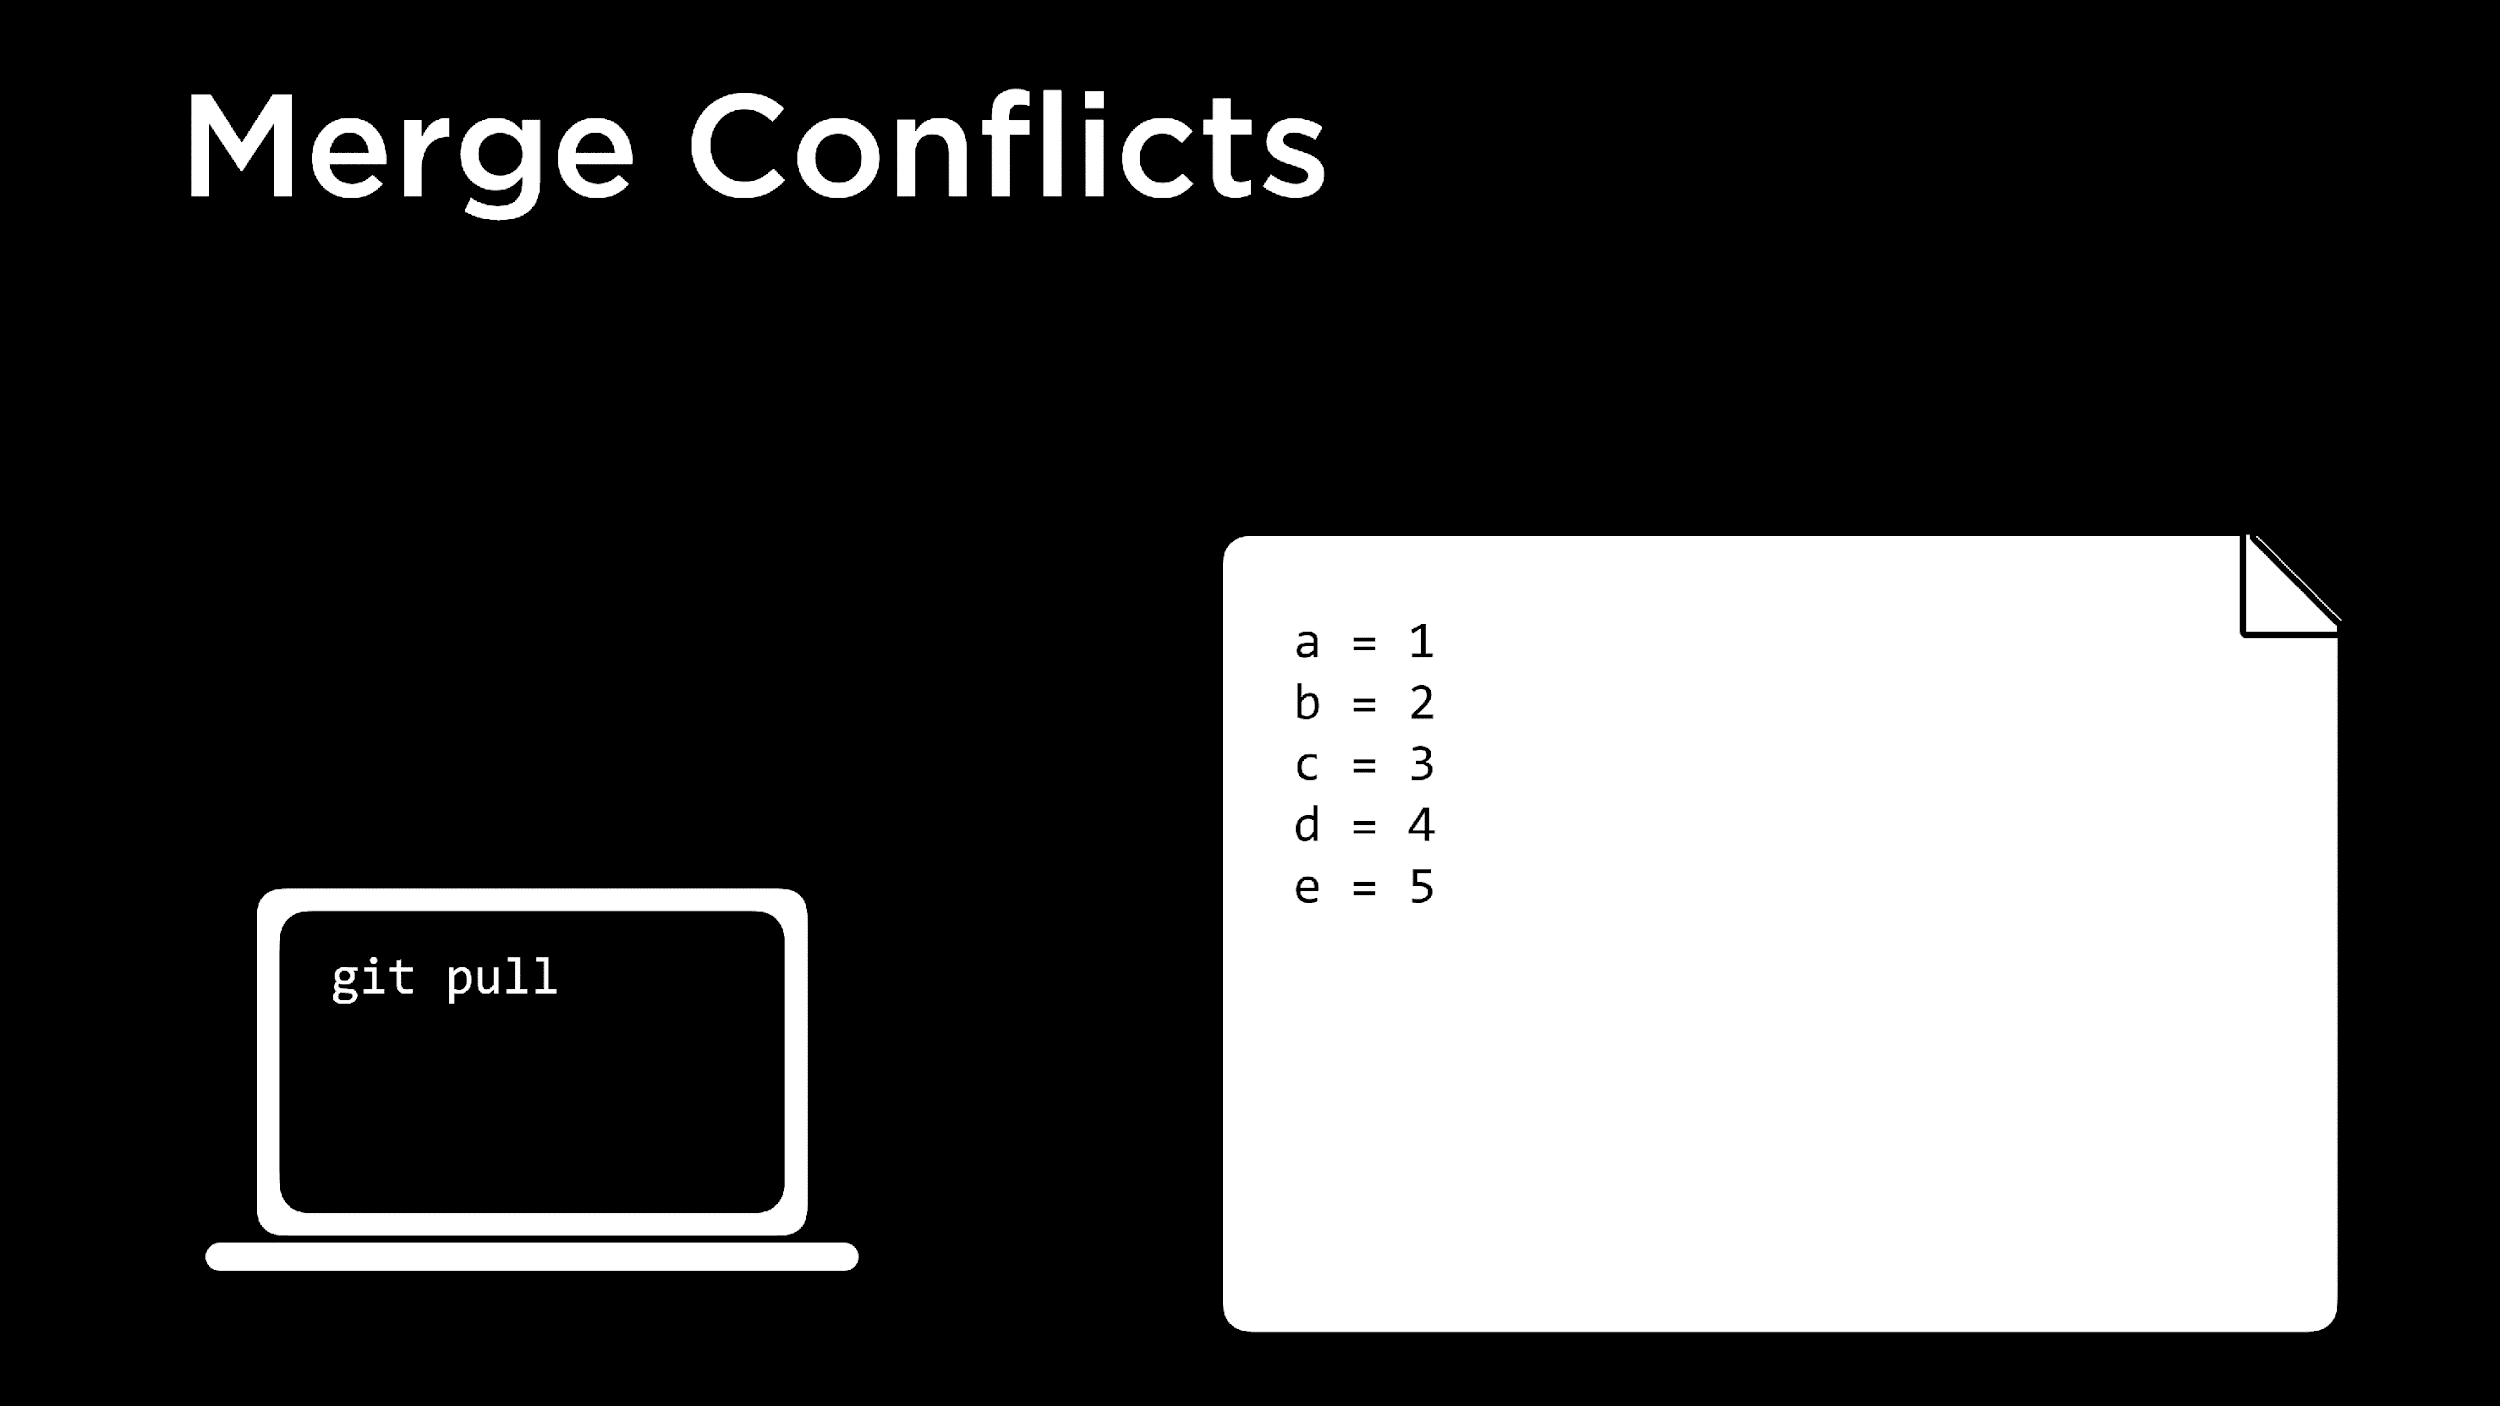 Merge Conflicts
git pull
a = 1
b = 2
c = 3
d = 4
e = 5